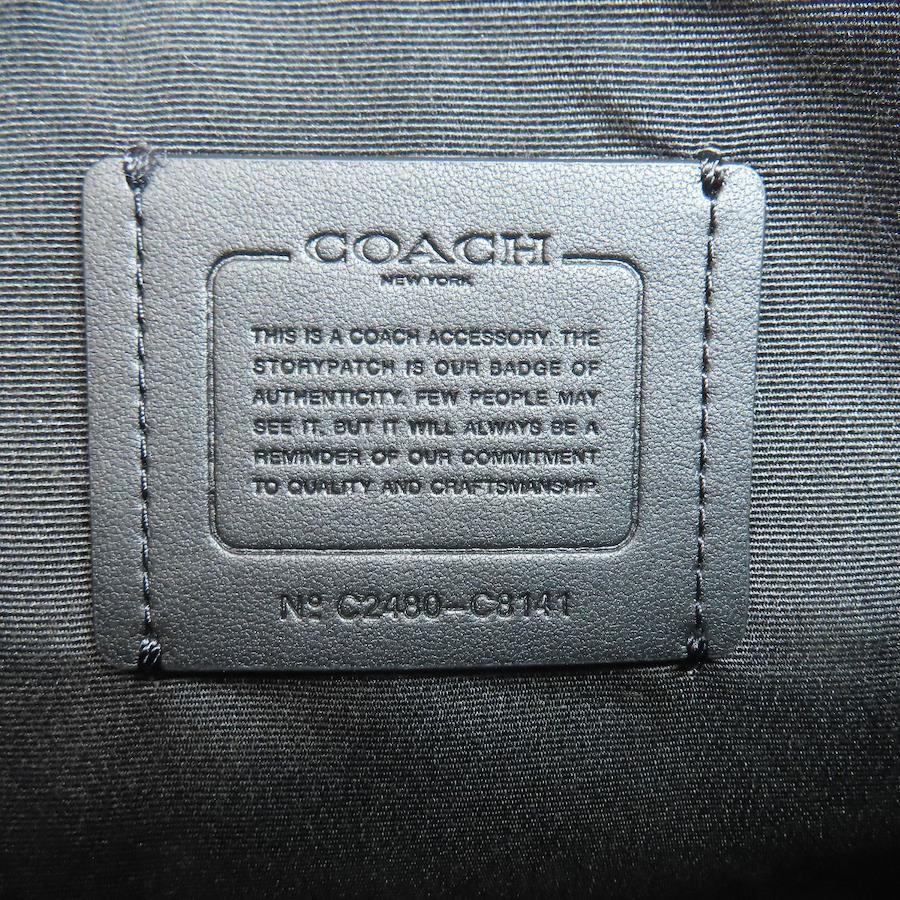 COACH
NEW YORK
THIS IS A COACH ACCESSORY. THE
STORYPATCH IS OUR BADGE OF
AUTHENTICITY. FEW PEOPLE MAY
SEE IT, BUT IT WILL ALWAYS BE A
REMINDER OF OUR COMMITMENT
TO QUALITY AND CRAFTSMANSHIP.
Nº C2480-C8141